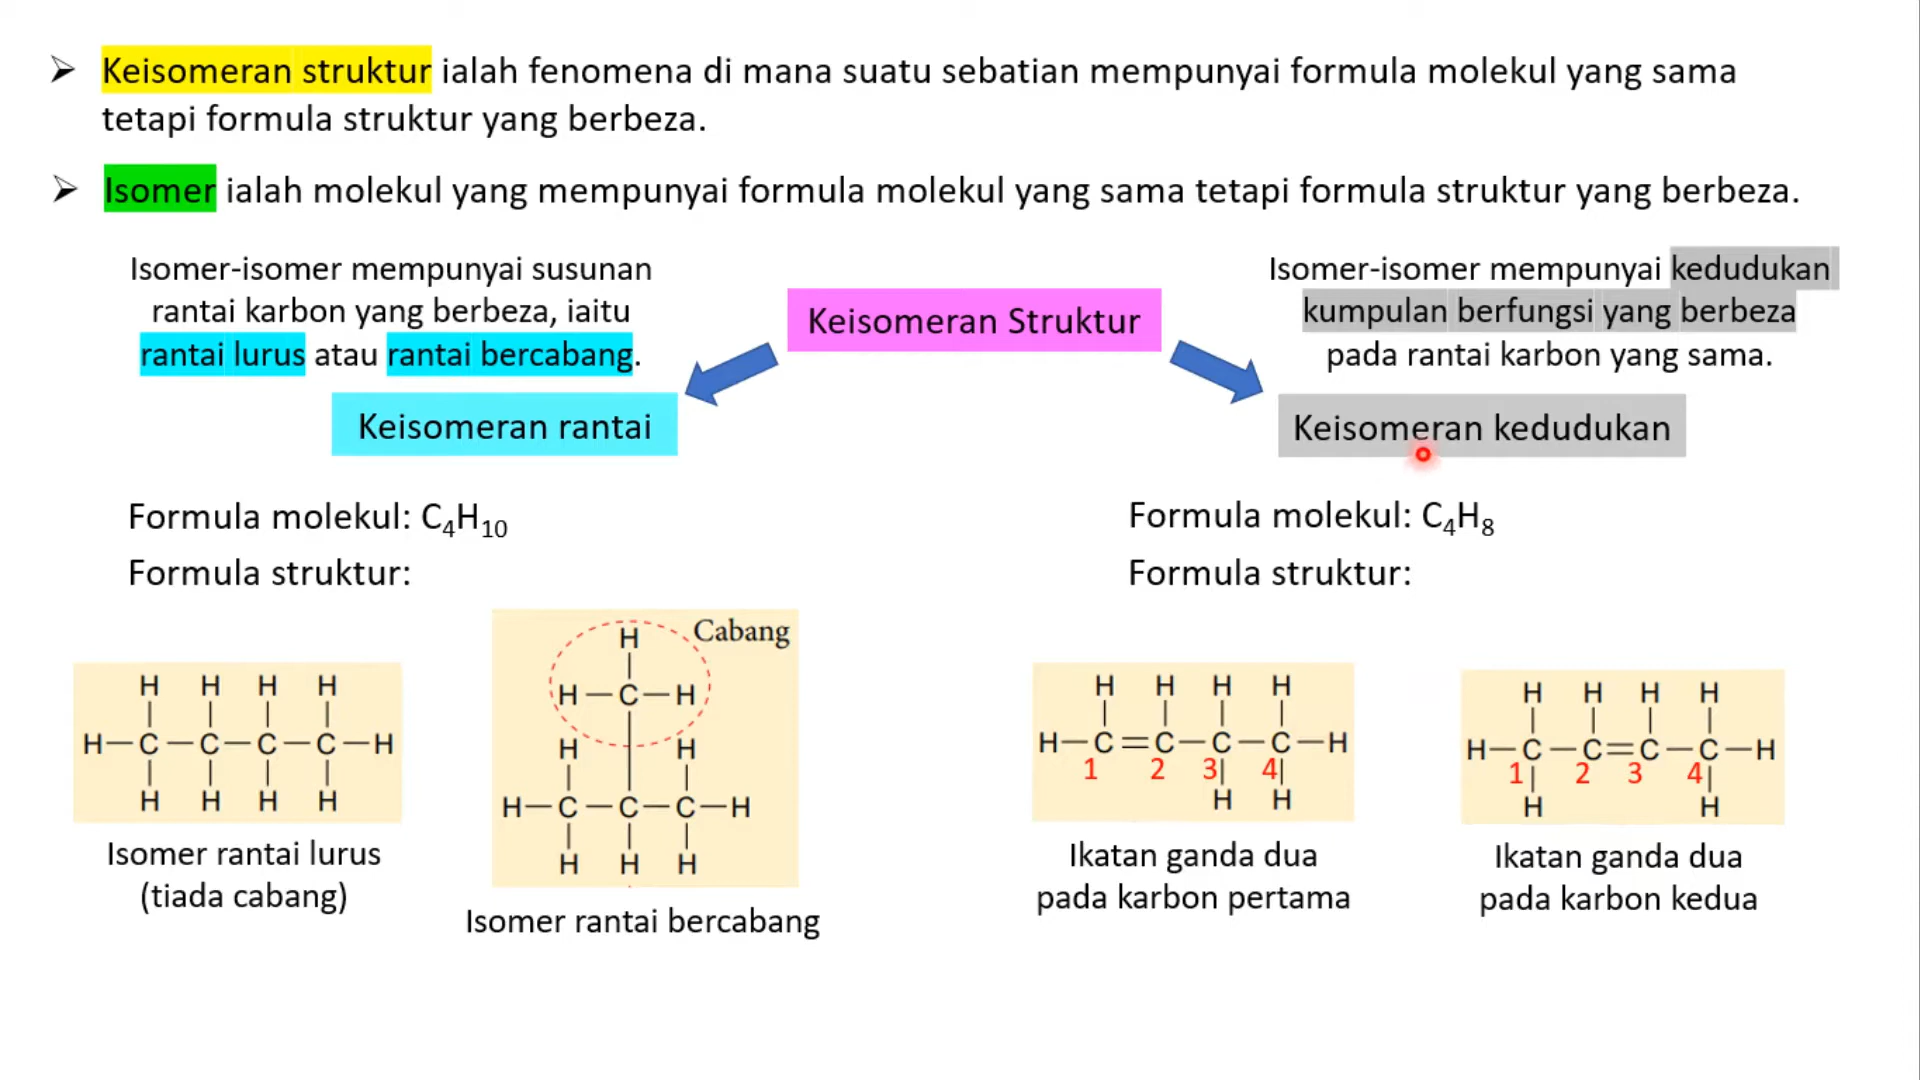 ➢ Keisomeran struktur ialah fenomena di mana suatu sebatian mempunyai formula molekul yang sama
tetapi formula struktur yang berbeza.
➢ Isomer ialah molekul yang mempunyai formula molekul yang sama tetapi formula struktur yang berbeza.
Keisomeran Struktur
Isomer-isomer mempunyai susunan
rantai karbon yang berbeza, iaitu
rantai lurus atau rantai bercabang.
Keisomeran rantai
Formula molekul: C₄H₁₀
Formula struktur:
H H H H
H—C—C—C—C—H
H H H H
Isomer rantai lurus
(tiada cabang)
Cabang
H
H—C—H
H H
H—C—C—C—H
H H H
Isomer rantai bercabang
Isomer-isomer mempunyai kedudukan
kumpulan berfungsi yang berbeza
pada rantai karbon yang sama.
Keisomeran kedudukan
Formula molekul: C₄H₈
Formula struktur:
H H H H
H—C=C—C—C—H
1 2 3 4
H H
Ikatan ganda dua
pada karbon pertama
H H H H
H—C—C=C—C—H
1 2 3 4
H H
Ikatan ganda dua
pada karbon kedua